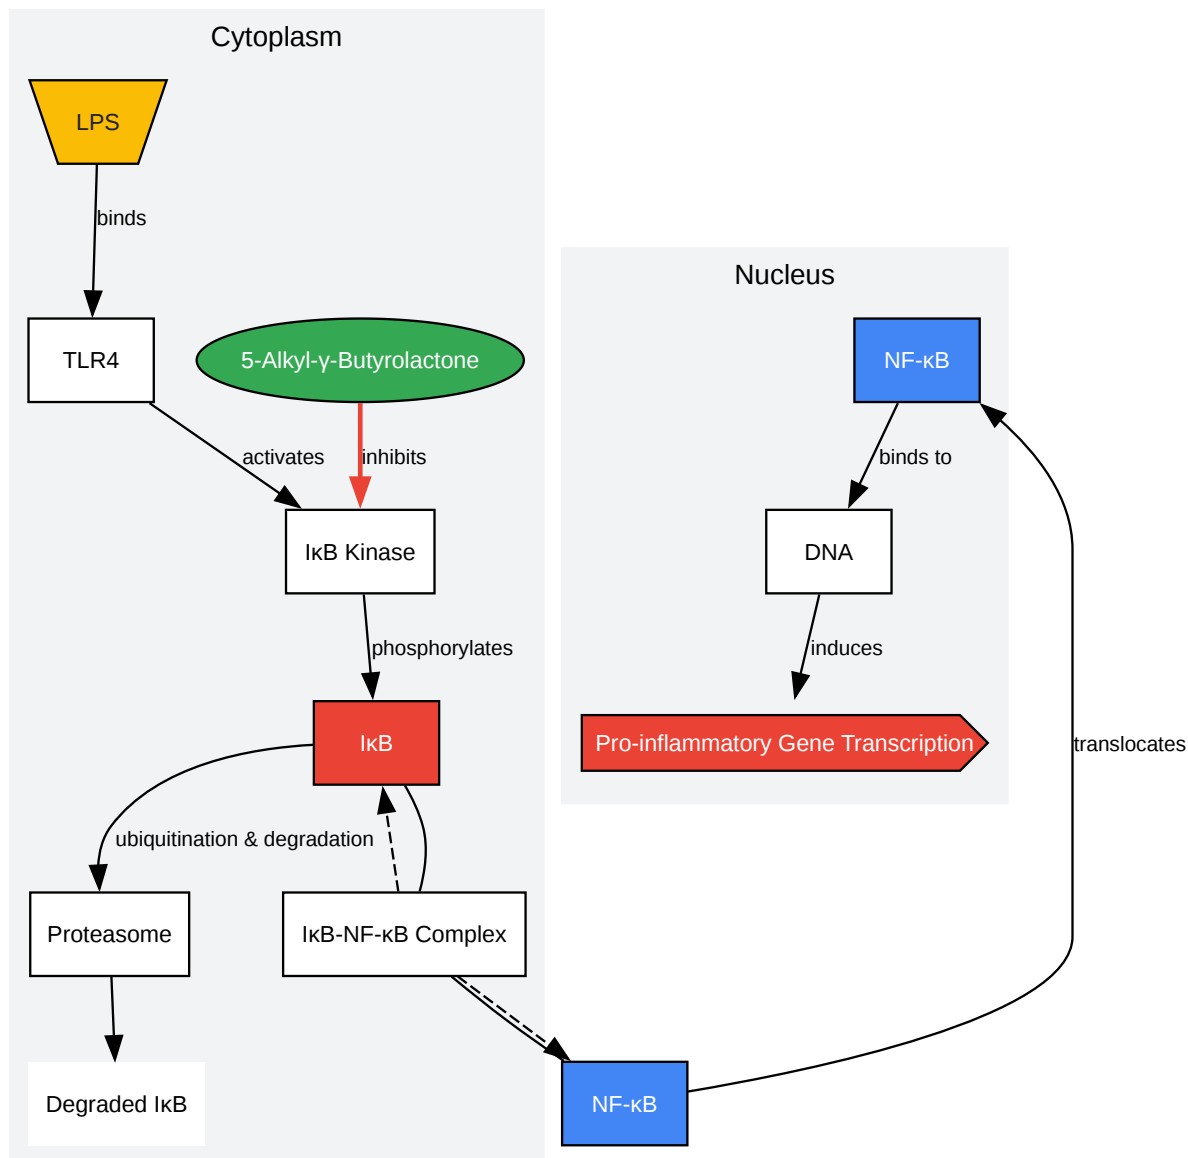 Cytoplasm
LPS
binds
TLR4
5-Alkyl-γ-Butyrolactone
activates
inhibits
IκB Kinase
phosphorylates
IκB
ubiquitination & degradation
Proteasome
IκB-NF-κB Complex
Degraded IκB
NF-κB
translocates
Nucleus
NF-κB
binds to
DNA
induces
Pro-inflammatory Gene Transcription